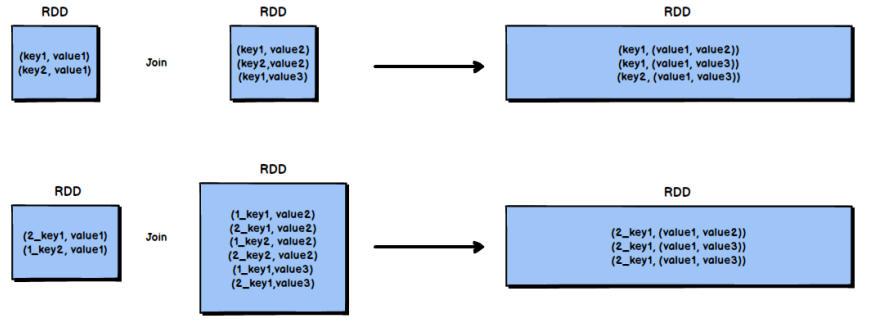 RDD
(key1, value1)
(key2, value1)
Join
RDD
(key1, value2)
(key2,value2)
(key1,value3)
RDD
(key1, (value1, value2))
(key1, (value1, value3))
(key2, (value1, value3))
RDD
(2_key1, value1)
(1_key2, value1)
Join
RDD
(1_key1, value2)
(2_key1, value2)
(1_key2, value2)
(2_key2, value2)
(1_key1,value3)
(2_key1,value3)
RDD
(2_key1, (value1, value2))
(2_key1, (value1, value3))
(2_key1, (value1, value3))